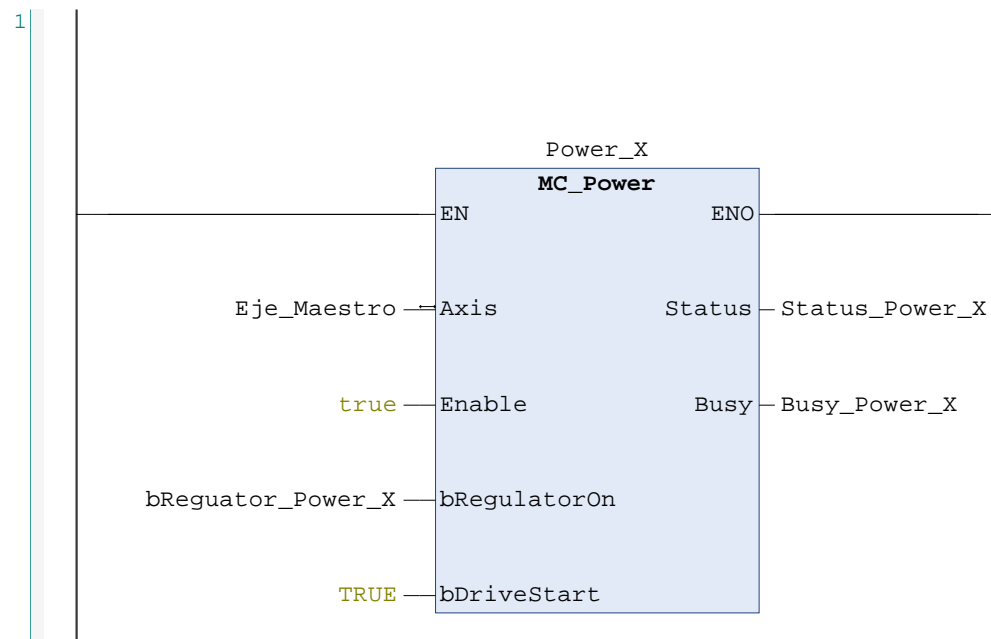 1
Power_X
MC_Power
EN ENO
Eje_Maestro Axis Status Status_Power_X
true Enable Busy Busy_Power_X
bReguator_Power_X bRegulatorOn
TRUE bDriveStart